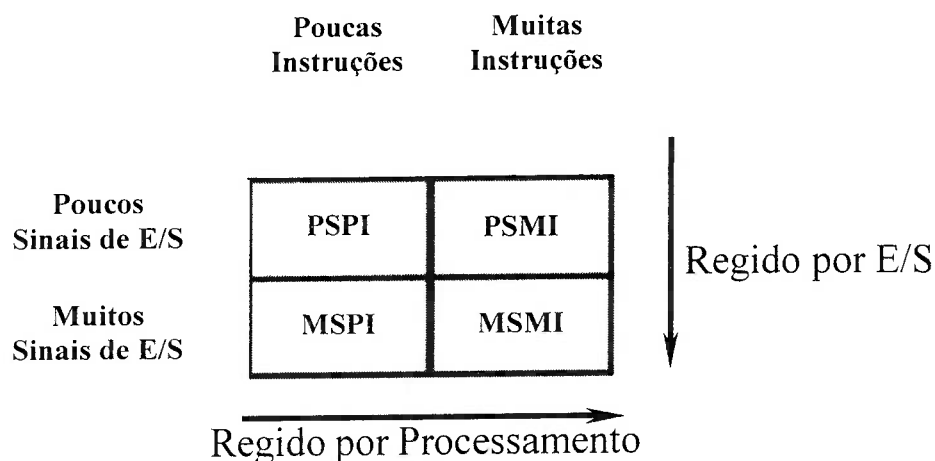 Poucas
Instruções
Muitas
Instruções
Poucos
Sinais de E/S
PSPI
PSMI
Regido por E/S
Muitos
Sinais de E/S
MSPI
MSMI
Regido por Processamento